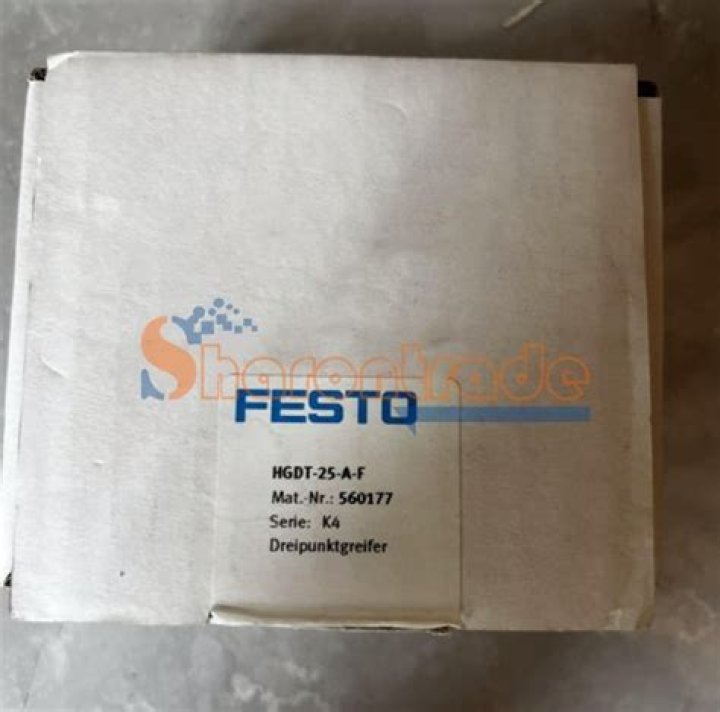 Sharontrade
FESTO
HGDT-25-A-F
Mat.-Nr.: 560177
Serie: K4
Dreipunktgreifer